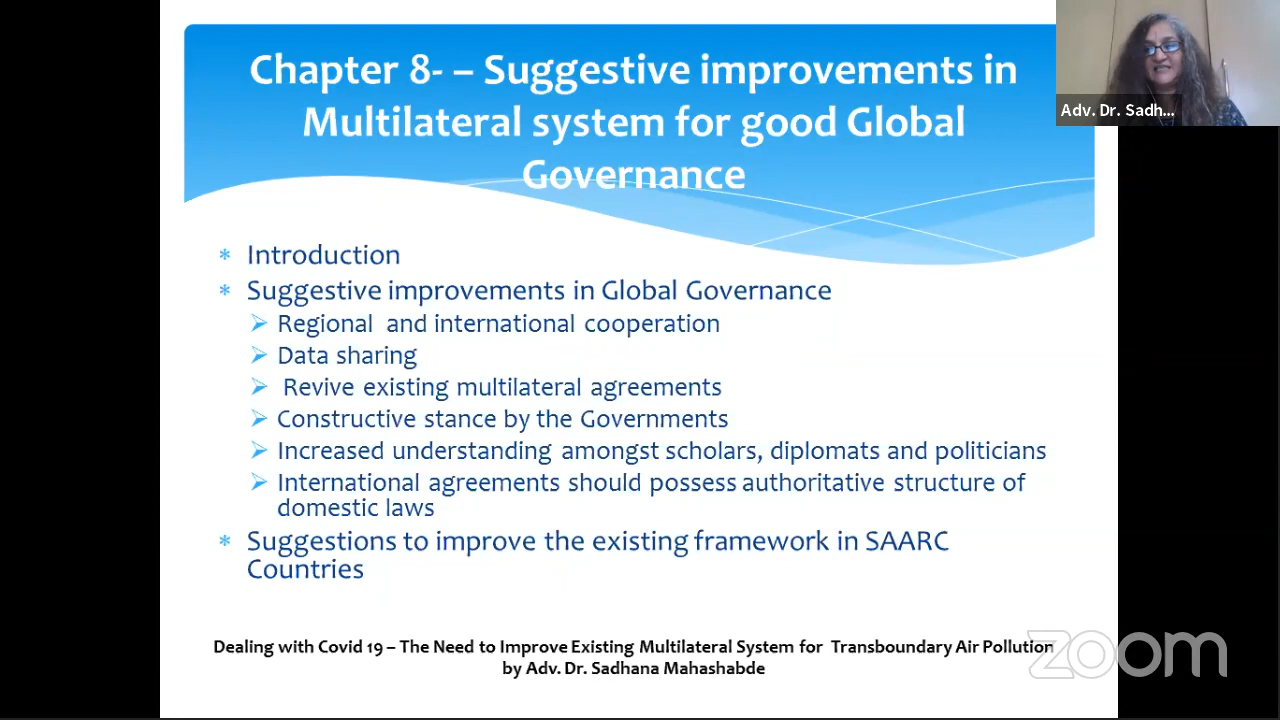 Chapter 8- – Suggestive improvements in
Multilateral system for good Global
Governance
Adv. Dr. Sadh...
Introduction
Suggestive improvements in Global Governance
Regional and international cooperation
Data sharing
Revive existing multilateral agreements
Constructive stance by the Governments
Increased understanding amongst scholars, diplomats and politicians
International agreements should possess authoritative structure of
domestic laws
Suggestions to improve the existing framework in SAARC
Countries
Dealing with Covid 19 – The Need to Improve Existing Multilateral System for Transboundary Air Pollution
by Adv. Dr. Sadhana Mahashabde
zoom